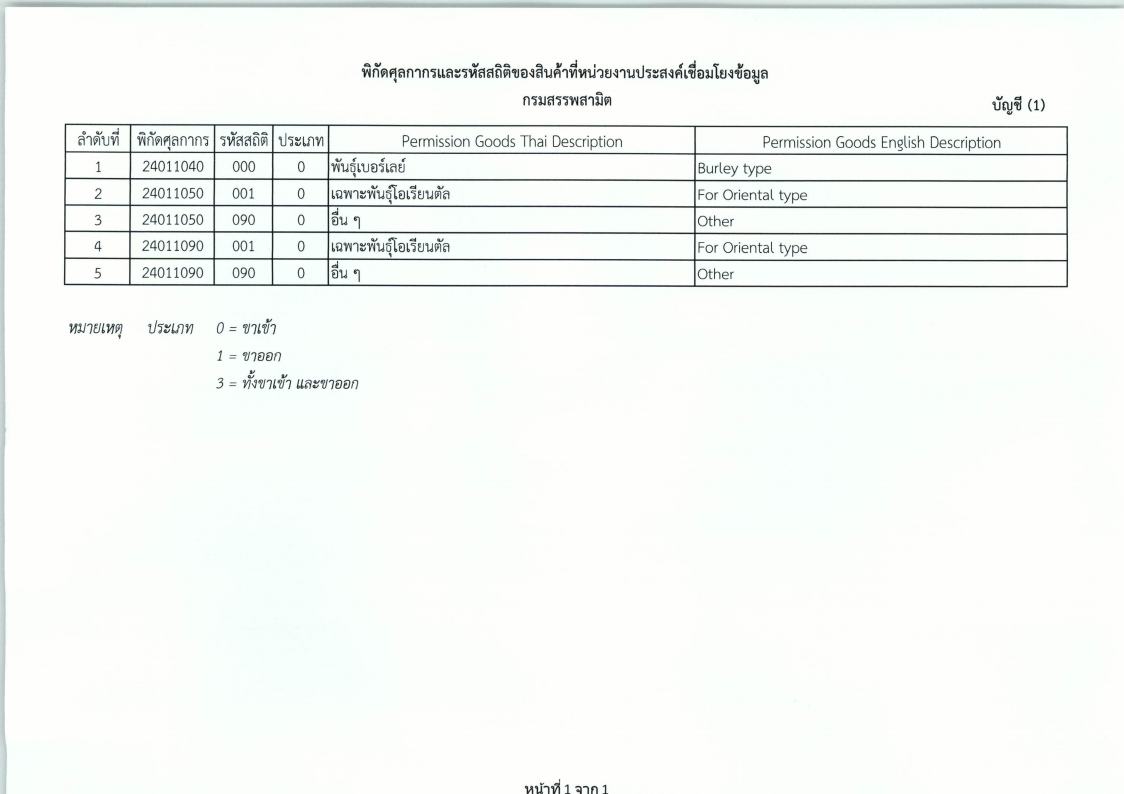 พิกัดศุลกากรและรหัสสถิติของสินค้าที่หน่วยงานประสงค์เชื่อมโยงข้อมูล
กรมสรรพสามิต
บัญชี (1)
ลำดับที่ พิกัดศุลกากร รหัสสถิติ ประเภท Permission Goods Thai Description Permission Goods English Description
1 24011040 000 0 พันธุ์เบอร์เลย์ Burley type
2 24011050 001 0 เฉพาะพันธุ์โอเรียนตัล For Oriental type
3 24011050 090 0 อื่น ๆ Other
4 24011090 001 0 เฉพาะพันธุ์โอเรียนตัล For Oriental type
5 24011090 090 0 อื่น ๆ Other
หมายเหตุ ประเภท 0 = ขาเข้า
1 = ขาออก
3 = ทั้งขาเข้า และขาออก
หน้าที่ 1 จาก 1